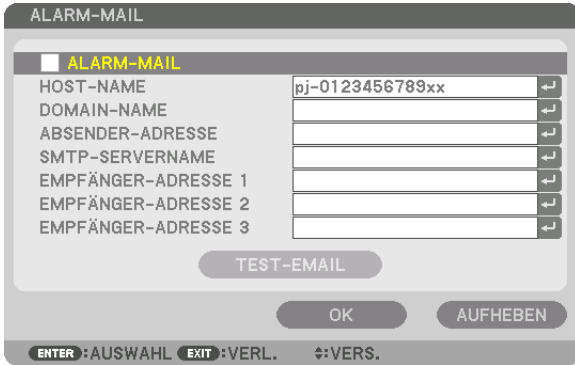 ALARM-MAIL
ALARM-MAIL
HOST-NAME pj-0123456789xx
DOMAIN-NAME
ABSENDER-ADRESSE
SMTP-SERVERNAME
EMPFÄNGER-ADRESSE 1
EMPFÄNGER-ADRESSE 2
EMPFÄNGER-ADRESSE 3
TEST-EMAIL
OK AUFHEBEN
ENTER :AUSWAHL EXIT :VERL. :VERS.